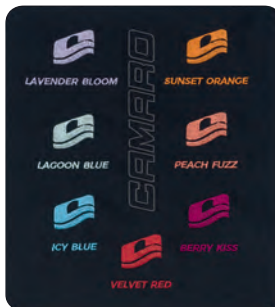 CAMARO
LAVENDER BLOOM
SUNSET ORANGE
LAGOON BLUE
PEACH FUZZ
ICY BLUE
BERRY KISS
VELVET RED